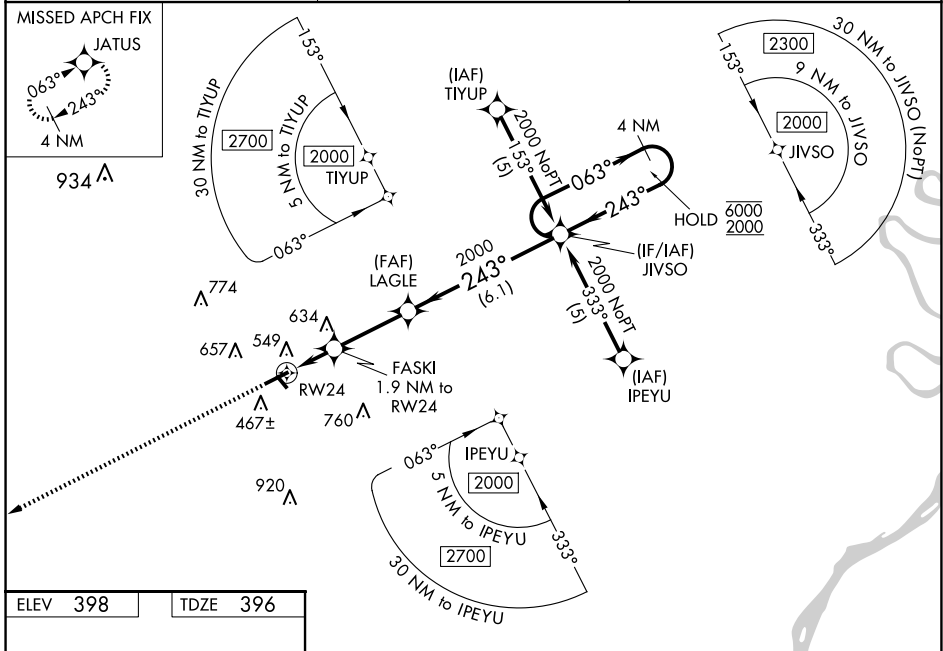 MISSED APCH FIX
JATUS
063°
243°
4 NM
934
30 NM to TIYUP
2700
5 NM to TIYUP
2000
TIYUP
153°
063°
(IAF)
TIYUP
2000 NoPT
153°
(5)
4 NM
063°
243°
HOLD 6000
2000
(IF/IAF)
JIVSO
30 NM to JIVSO (NoPT)
2300
9 NM to JIVSO
2000
JIVSO
153°
333°
2000
243°
(6.1)
(FAF)
LAGLE
2000 NoPT
333°
(5)
(IAF)
IPEYU
774
634
657
549
FASKI
1.9 NM to
RW24
RW24
467±
760
920
063°
IPEYU
2000
5 NM to IPEYU
333°
2700
30 NM to IPEYU
ELEV 398
TDZE 396